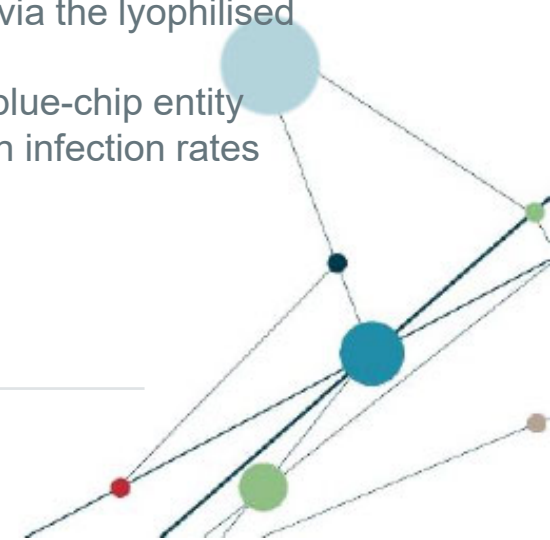 via the lyophilised
blue-chip entity
infection rates